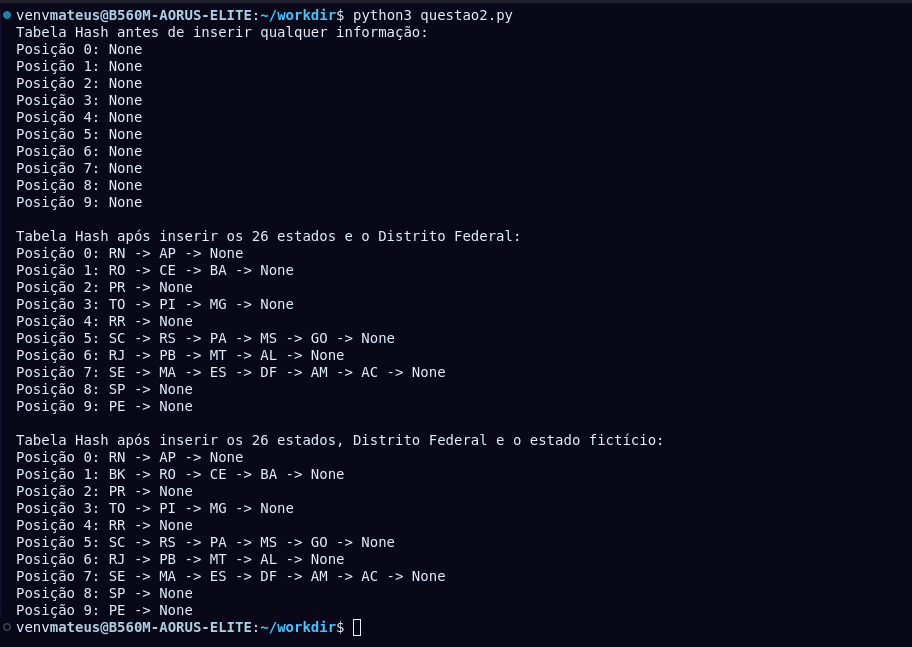 venvmateus@B560M-AORUS-ELITE:~/workdir$ python3 questao2.py
Tabela Hash antes de inserir qualquer informação:
Posição 0: None
Posição 1: None
Posição 2: None
Posição 3: None
Posição 4: None
Posição 5: None
Posição 6: None
Posição 7: None
Posição 8: None
Posição 9: None

Tabela Hash após inserir os 26 estados e o Distrito Federal:
Posição 0: RN -> AP -> None
Posição 1: RO -> CE -> BA -> None
Posição 2: PR -> None
Posição 3: TO -> PI -> MG -> None
Posição 4: RR -> None
Posição 5: SC -> RS -> PA -> MS -> GO -> None
Posição 6: RJ -> PB -> MT -> AL -> None
Posição 7: SE -> MA -> ES -> DF -> AM -> AC -> None
Posição 8: SP -> None
Posição 9: PE -> None

Tabela Hash após inserir os 26 estados, Distrito Federal e o estado fictício:
Posição 0: RN -> AP -> None
Posição 1: BK -> RO -> CE -> BA -> None
Posição 2: PR -> None
Posição 3: TO -> PI -> MG -> None
Posição 4: RR -> None
Posição 5: SC -> RS -> PA -> MS -> GO -> None
Posição 6: RJ -> PB -> MT -> AL -> None
Posição 7: SE -> MA -> ES -> DF -> AM -> AC -> None
Posição 8: SP -> None
Posição 9: PE -> None
venvmateus@B560M-AORUS-ELITE:~/workdir$